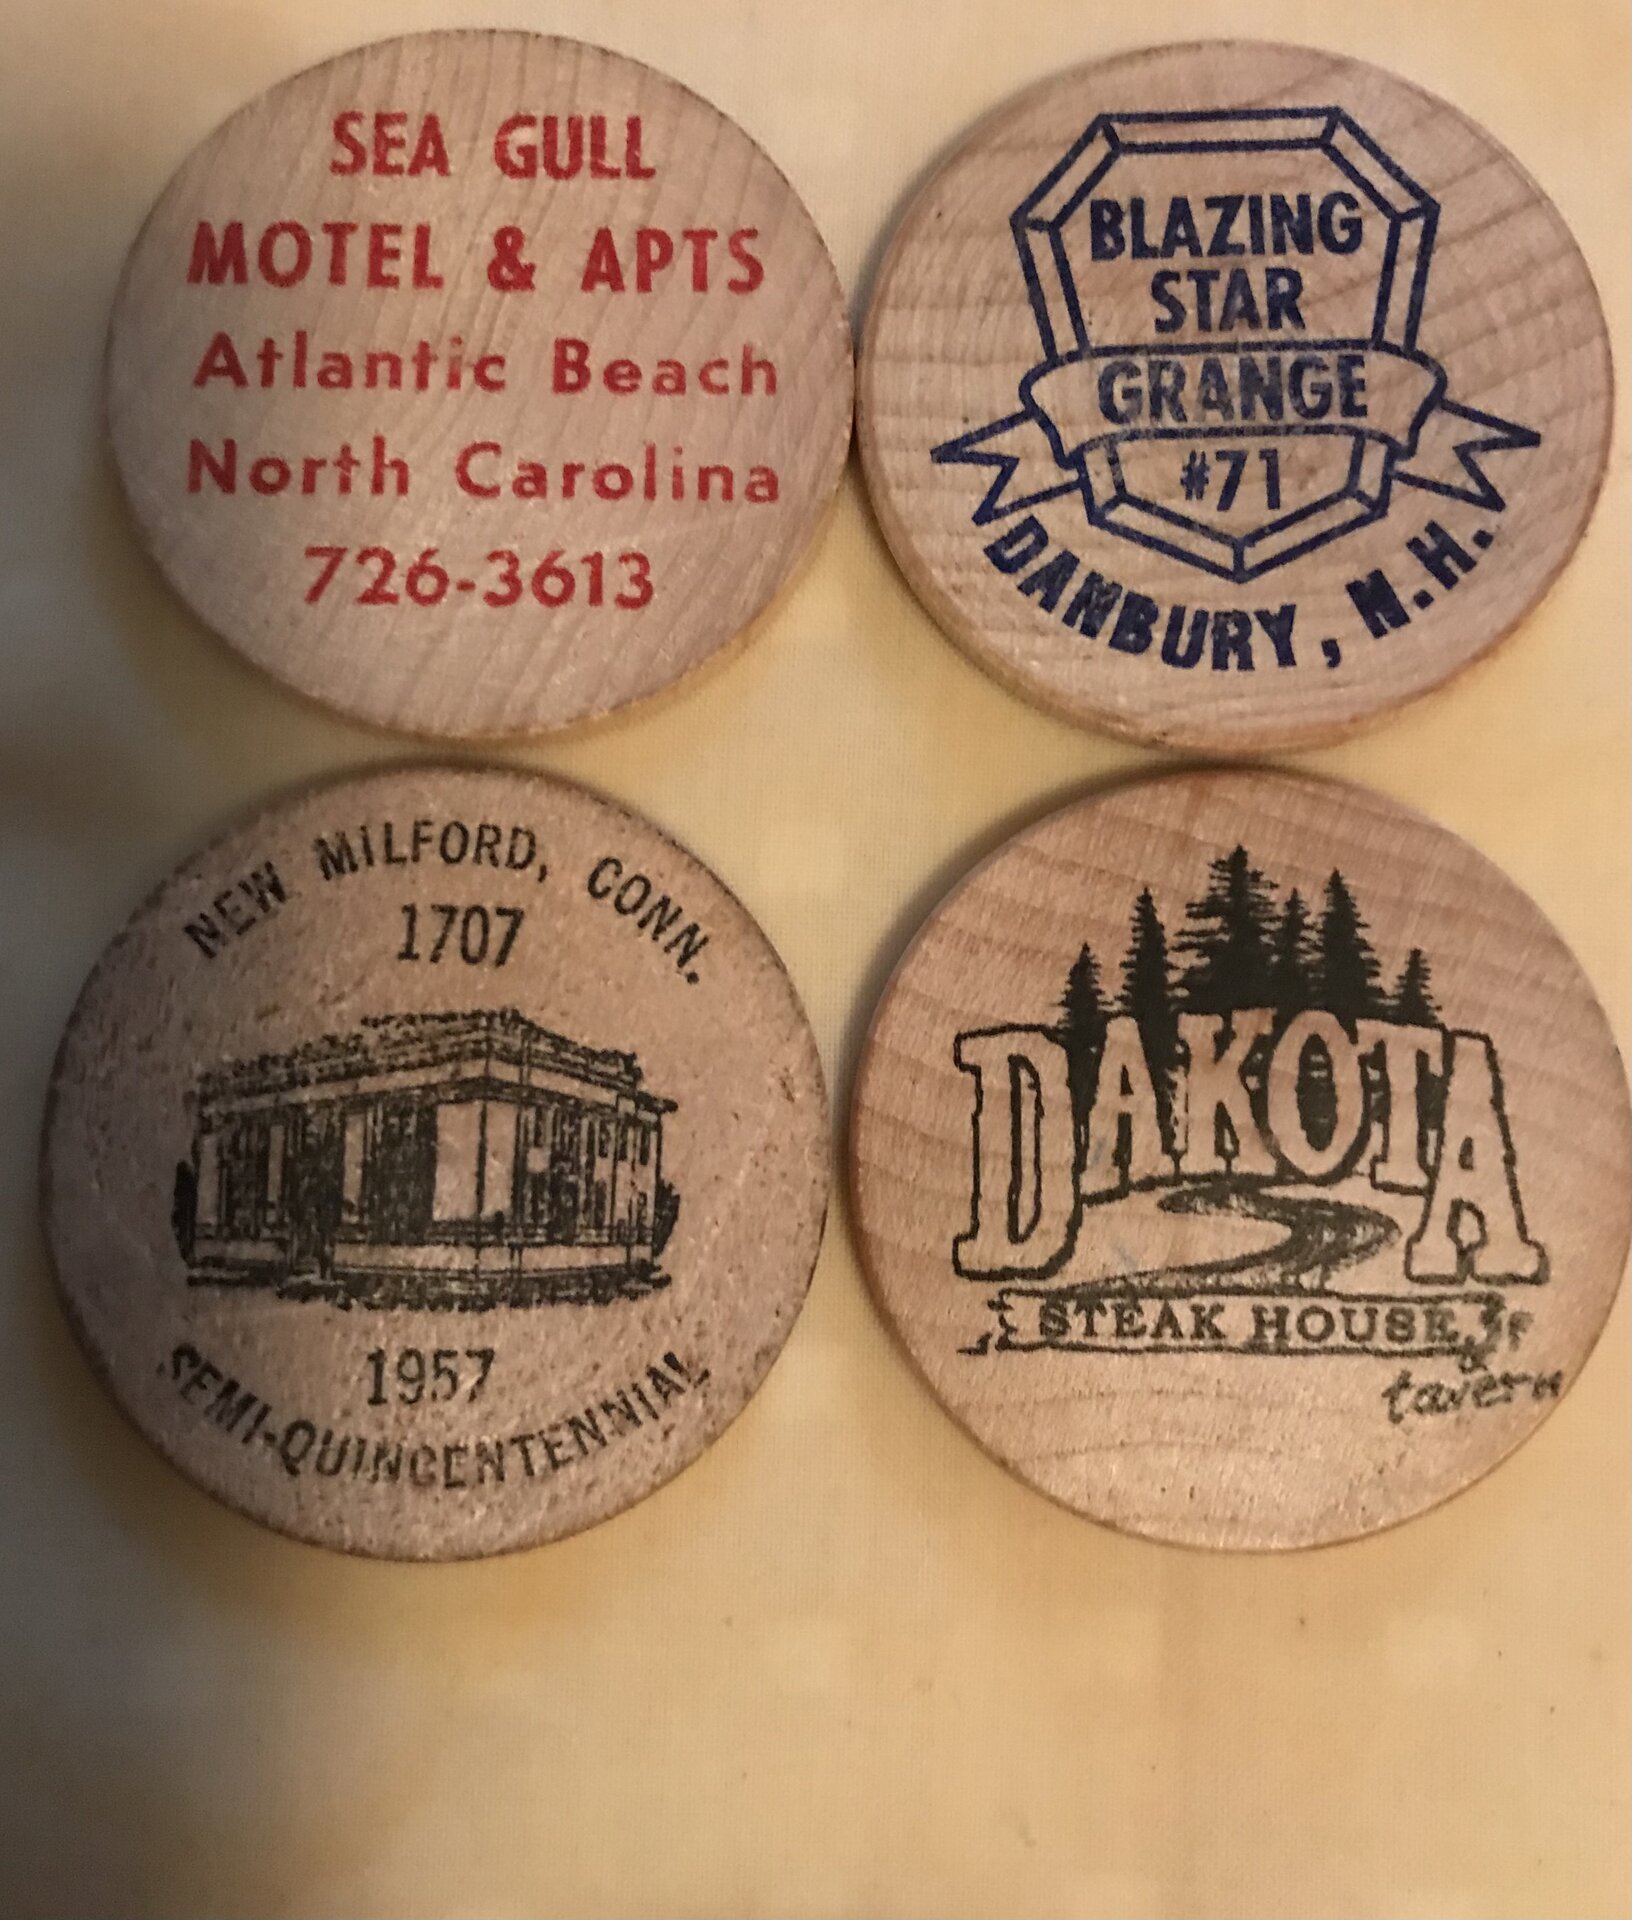 SEA GULL
MOTEL & APTS
Atlantic Beach
North Carolina
726-3613
BLAZING
STAR
GRANGE
#71
DANBURY, N.H.
NEW MILFORD, CONN.
1707
1957
SEMI-QUINCENTENNIAL
DAKOTA
STEAK HOUSE
&
tavern